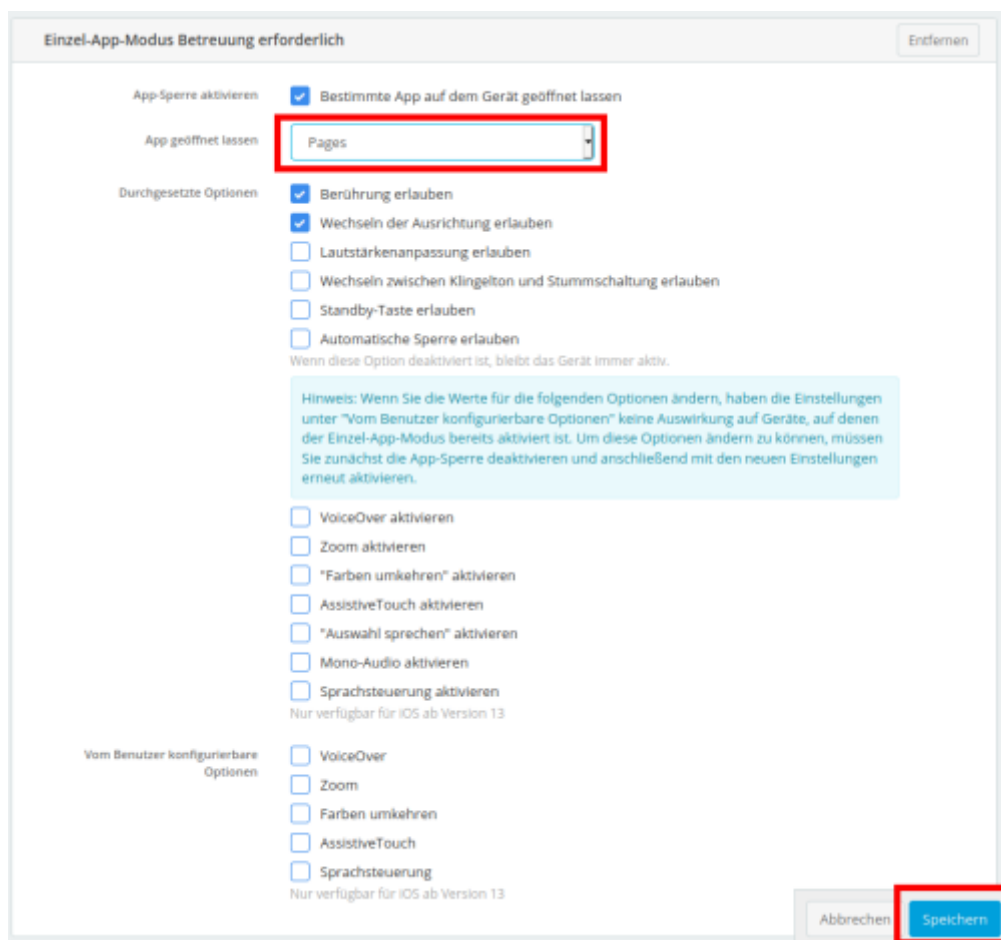 Einzel-App-Modus Betreuung erforderlich
Entfernen
App-Sperre aktivieren
Bestimmte App auf dem Gerät geöffnet lassen
App geöffnet lassen
Pages
Durchgesetzte Optionen
Berührung erlauben
Wechseln der Ausrichtung erlauben
Lautstärkenanpassung erlauben
Wechseln zwischen Klingelton und Stummschaltung erlauben
Standby-Taste erlauben
Automatische Sperre erlauben
Wenn diese Option deaktiviert ist, bleibt das Gerät immer aktiv.
Hinweis: Wenn Sie die Werte für die folgenden Optionen ändern, haben die Einstellungen
unter "Vom Benutzer konfigurierbare Optionen" keine Auswirkung auf Geräte, auf denen
der Einzel-App-Modus bereits aktiviert ist. Um diese Optionen ändern zu können, müssen
Sie zunächst die App-Sperre deaktivieren und anschließend mit den neuen Einstellungen
erneut aktivieren.
VoiceOver aktivieren
Zoom aktivieren
"Farben umkehren" aktivieren
AssistiveTouch aktivieren
"Auswahl sprechen" aktivieren
Mono-Audio aktivieren
Sprachsteuerung aktivieren
Nur verfügbar für iOS ab Version 13
Vom Benutzer konfigurierbare
Optionen
VoiceOver
Zoom
Farben umkehren
AssistiveTouch
Sprachsteuerung
Nur verfügbar für iOS ab Version 13
Abbrechen
Speichern